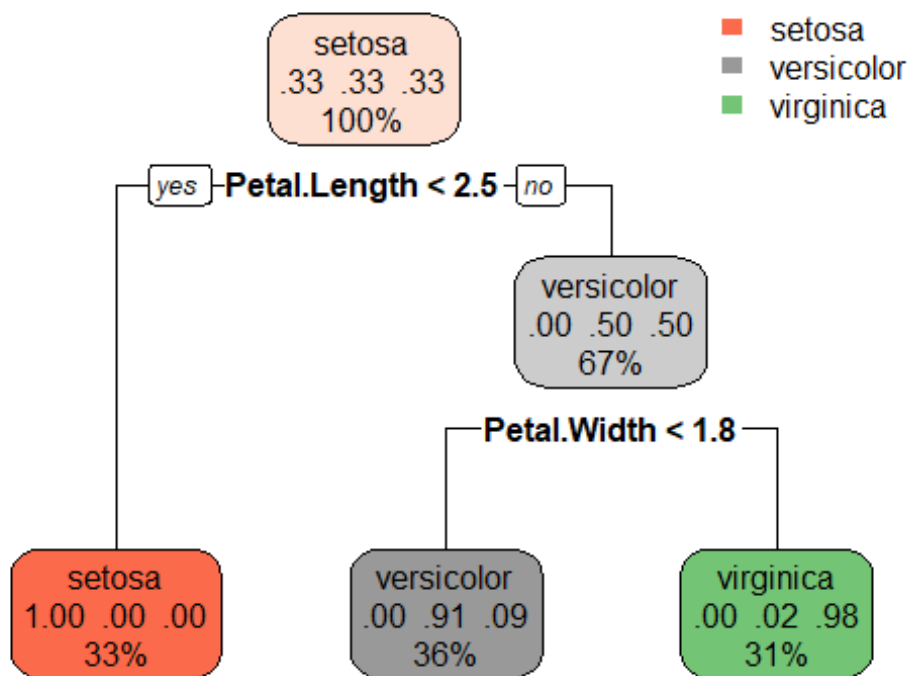 setosa
.33 .33 .33
100%
setosa
versicolor
virginica
yes Petal.Length < 2.5 no
versicolor
.00 .50 .50
67%
Petal.Width < 1.8
setosa
1.00 .00 .00
33%
versicolor
.00 .91 .09
36%
virginica
.00 .02 .98
31%